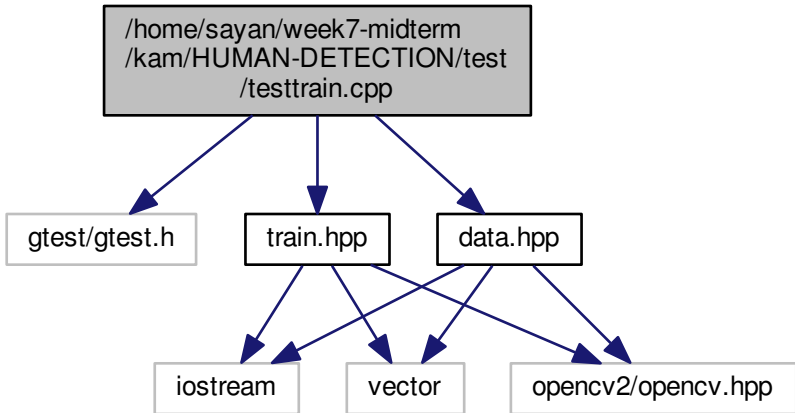 /home/sayan/week7-midterm
/kam/HUMAN-DETECTION/test
/testtrain.cpp
gtest/gtest.h
train.hpp
data.hpp
iostream
vector
opencv2/opencv.hpp